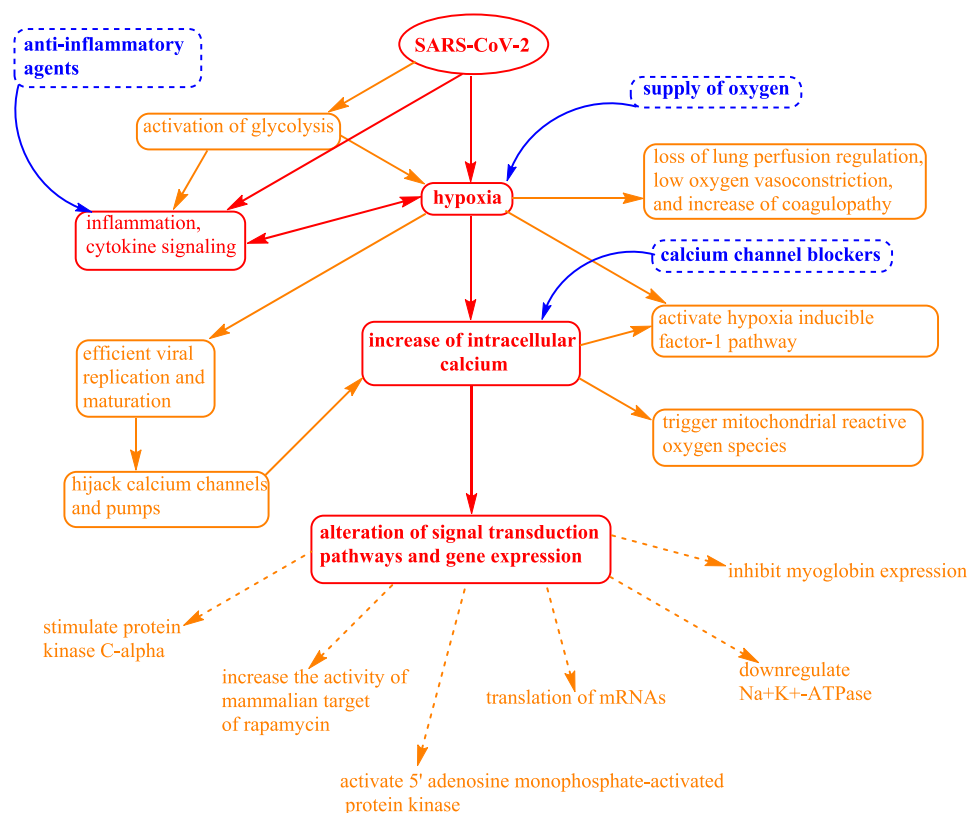 SARS-CoV-2
anti-inflammatory
agents
supply of oxygen
activation of glycolysis
loss of lung perfusion regulation,
low oxygen vasoconstriction,
and increase of coagulopathy
hypoxia
inflammation,
cytokine signaling
calcium channel blockers
activate hypoxia inducible
factor-1 pathway
increase of intracellular
calcium
efficient viral
replication and
maturation
trigger mitochondrial reactive
oxygen species
hijack calcium channels
and pumps
alteration of signal transduction
pathways and gene expression
inhibit myoglobin expression
stimulate protein
kinase C-alpha
increase the activity of
mammalian target
of rapamycin
translation of mRNAs
downregulate
Na+K+-ATPase
activate 5' adenosine monophosphate-activated
protein kinase